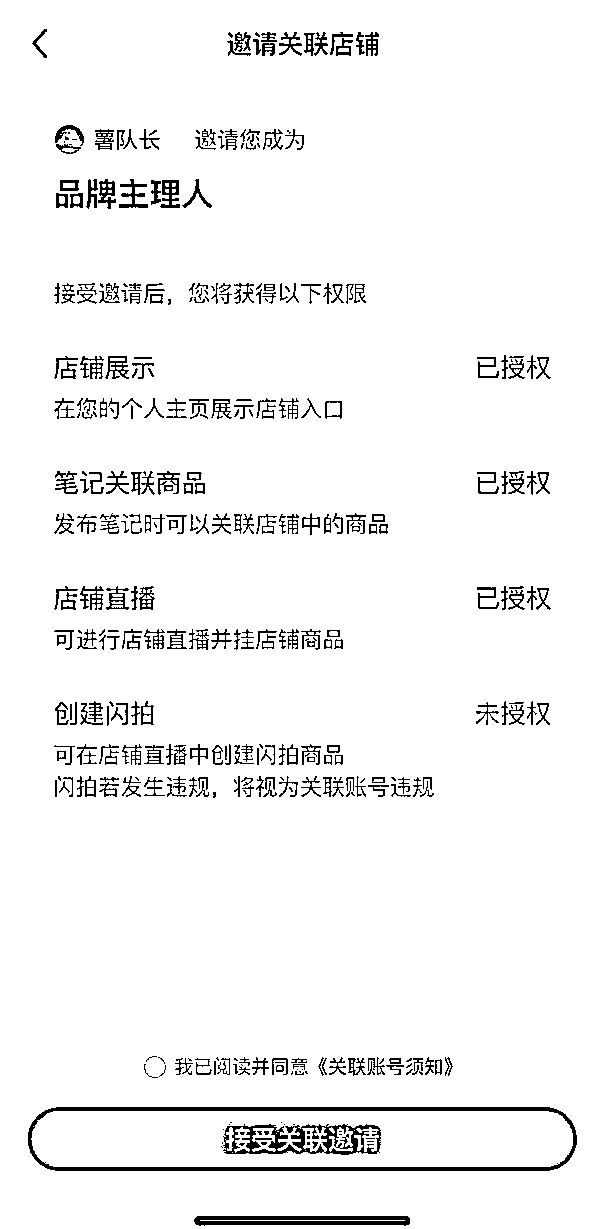 邀请关联店铺
薯队长 邀请您成为
品牌主理人
接受邀请后，您将获得以下权限
店铺展示 已授权
在您的个人主页展示店铺入口
笔记关联商品 已授权
发布笔记时可以关联店铺中的商品
店铺直播 已授权
可进行店铺直播并挂店铺商品
创建闪拍 未授权
可在店铺直播中创建闪拍商品
闪拍若发生违规，将视为关联账号违规
我已阅读并同意《关联账号须知》
接受关联邀请